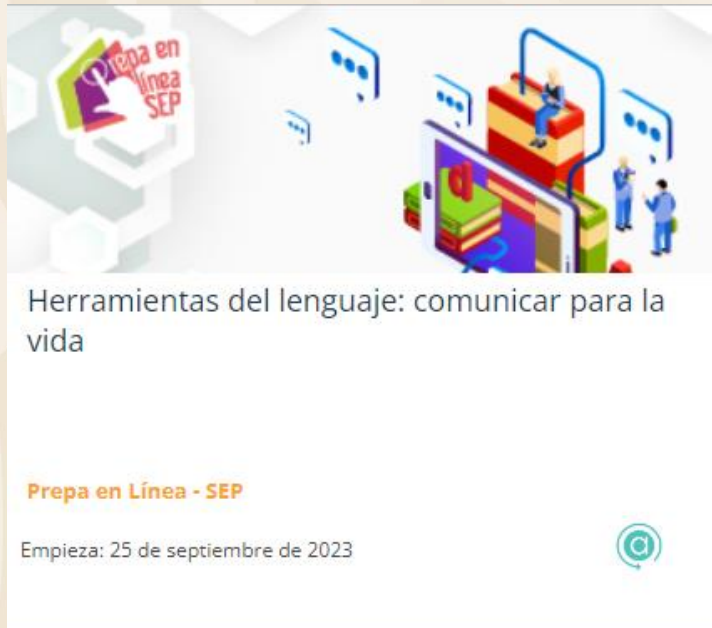 Prepa en
línea
SEP
d
Herramientas del lenguaje: comunicar para la
vida
Prepa en Línea - SEP
Empieza: 25 de septiembre de 2023
a